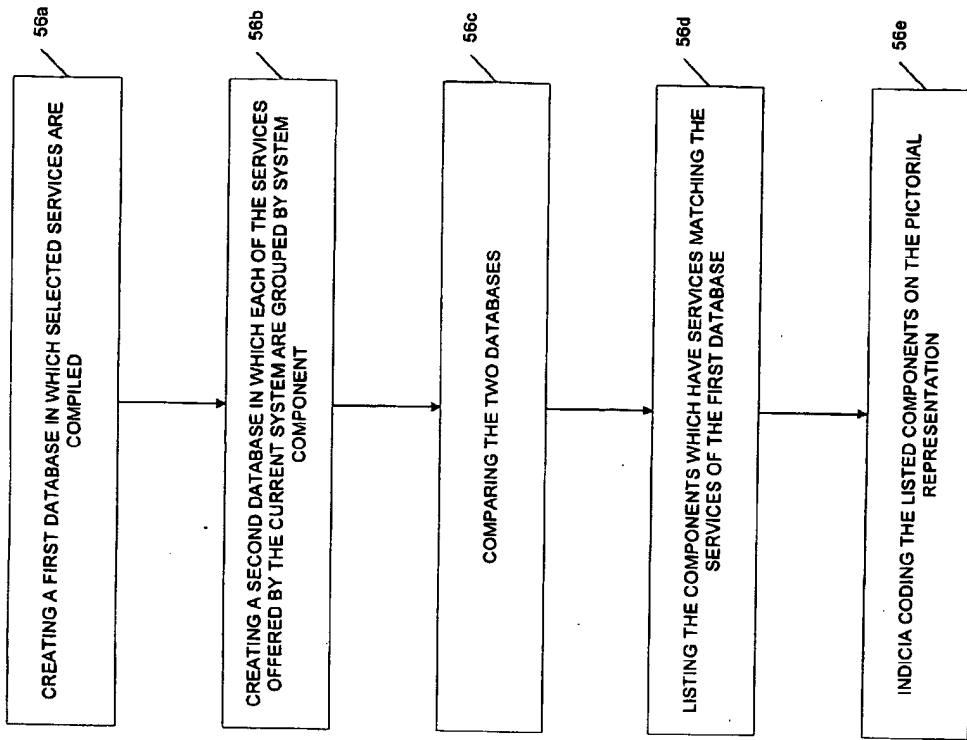 56a
CREATING A FIRST DATABASE IN WHICH SELECTED SERVICES ARE
COMPILED
56b
CREATING A SECOND DATABASE IN WHICH EACH OF THE SERVICES
OFFERED BY THE CURRENT SYSTEM ARE GROUPED BY SYSTEM
COMPONENT
56c
COMPARING THE TWO DATABASES
56d
LISTING THE COMPONENTS WHICH HAVE SERVICES MATCHING THE
SERVICES OF THE FIRST DATABASE
56e
INDICIA CODING THE LISTED COMPONENTS ON THE PICTORIAL
REPRESENTATION